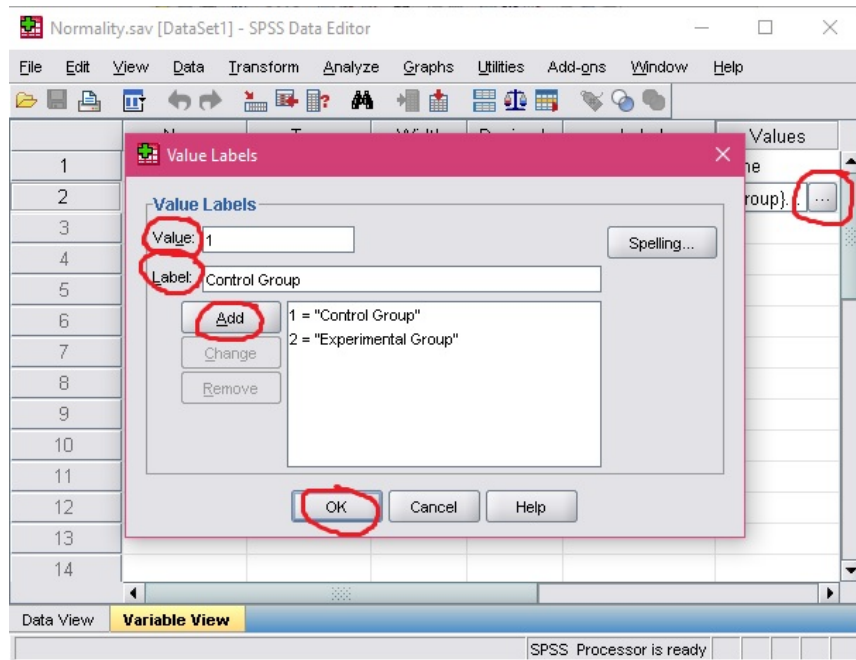 Normality.sav [DataSet1] - SPSS Data Editor
File Edit View Data Transform Analyze Graphs Utilities Add-ons Window Help
Values
Value Labels
1
2 roup}... ...
Value Labels
Value: 1 Spelling...
Label: Control Group
Add 1 = "Control Group"
Change 2 = "Experimental Group"
Remove
3
4
5
6
7
8
9
10
11
12
13
14
OK Cancel Help
Data View Variable View
SPSS Processor is ready